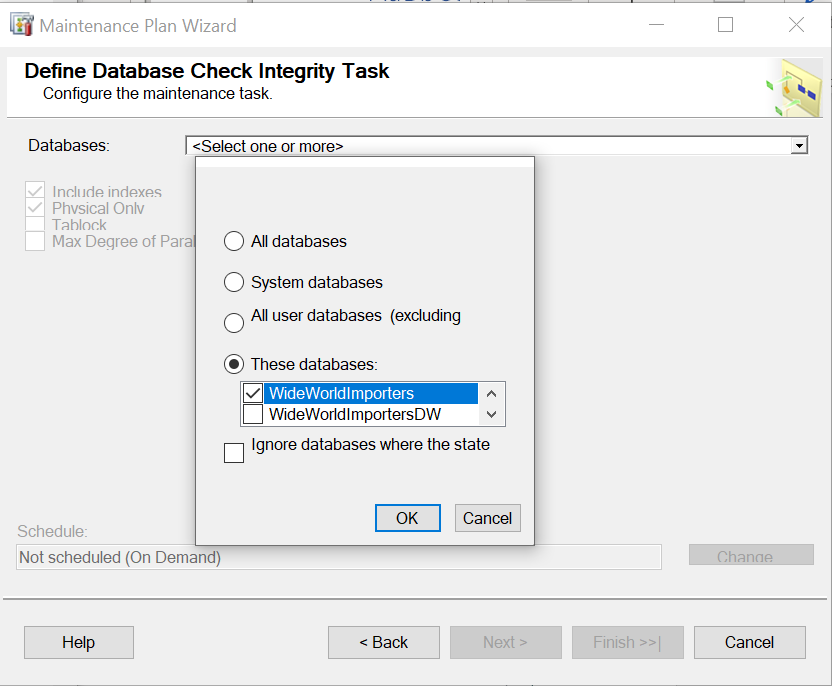 Maintenance Plan Wizard
Define Database Check Integrity Task
Configure the maintenance task.
Databases:
<Select one or more>
Include indexes
Physical Only
Tablock
Max Degree of Paral
All databases
System databases
All user databases (excluding
These databases:
WideWorldImporters
WideWorldImportersDW
Ignore databases where the state
OK
Cancel
Schedule:
Not scheduled (On Demand)
Change
Help
< Back
Next >
Finish >>|
Cancel